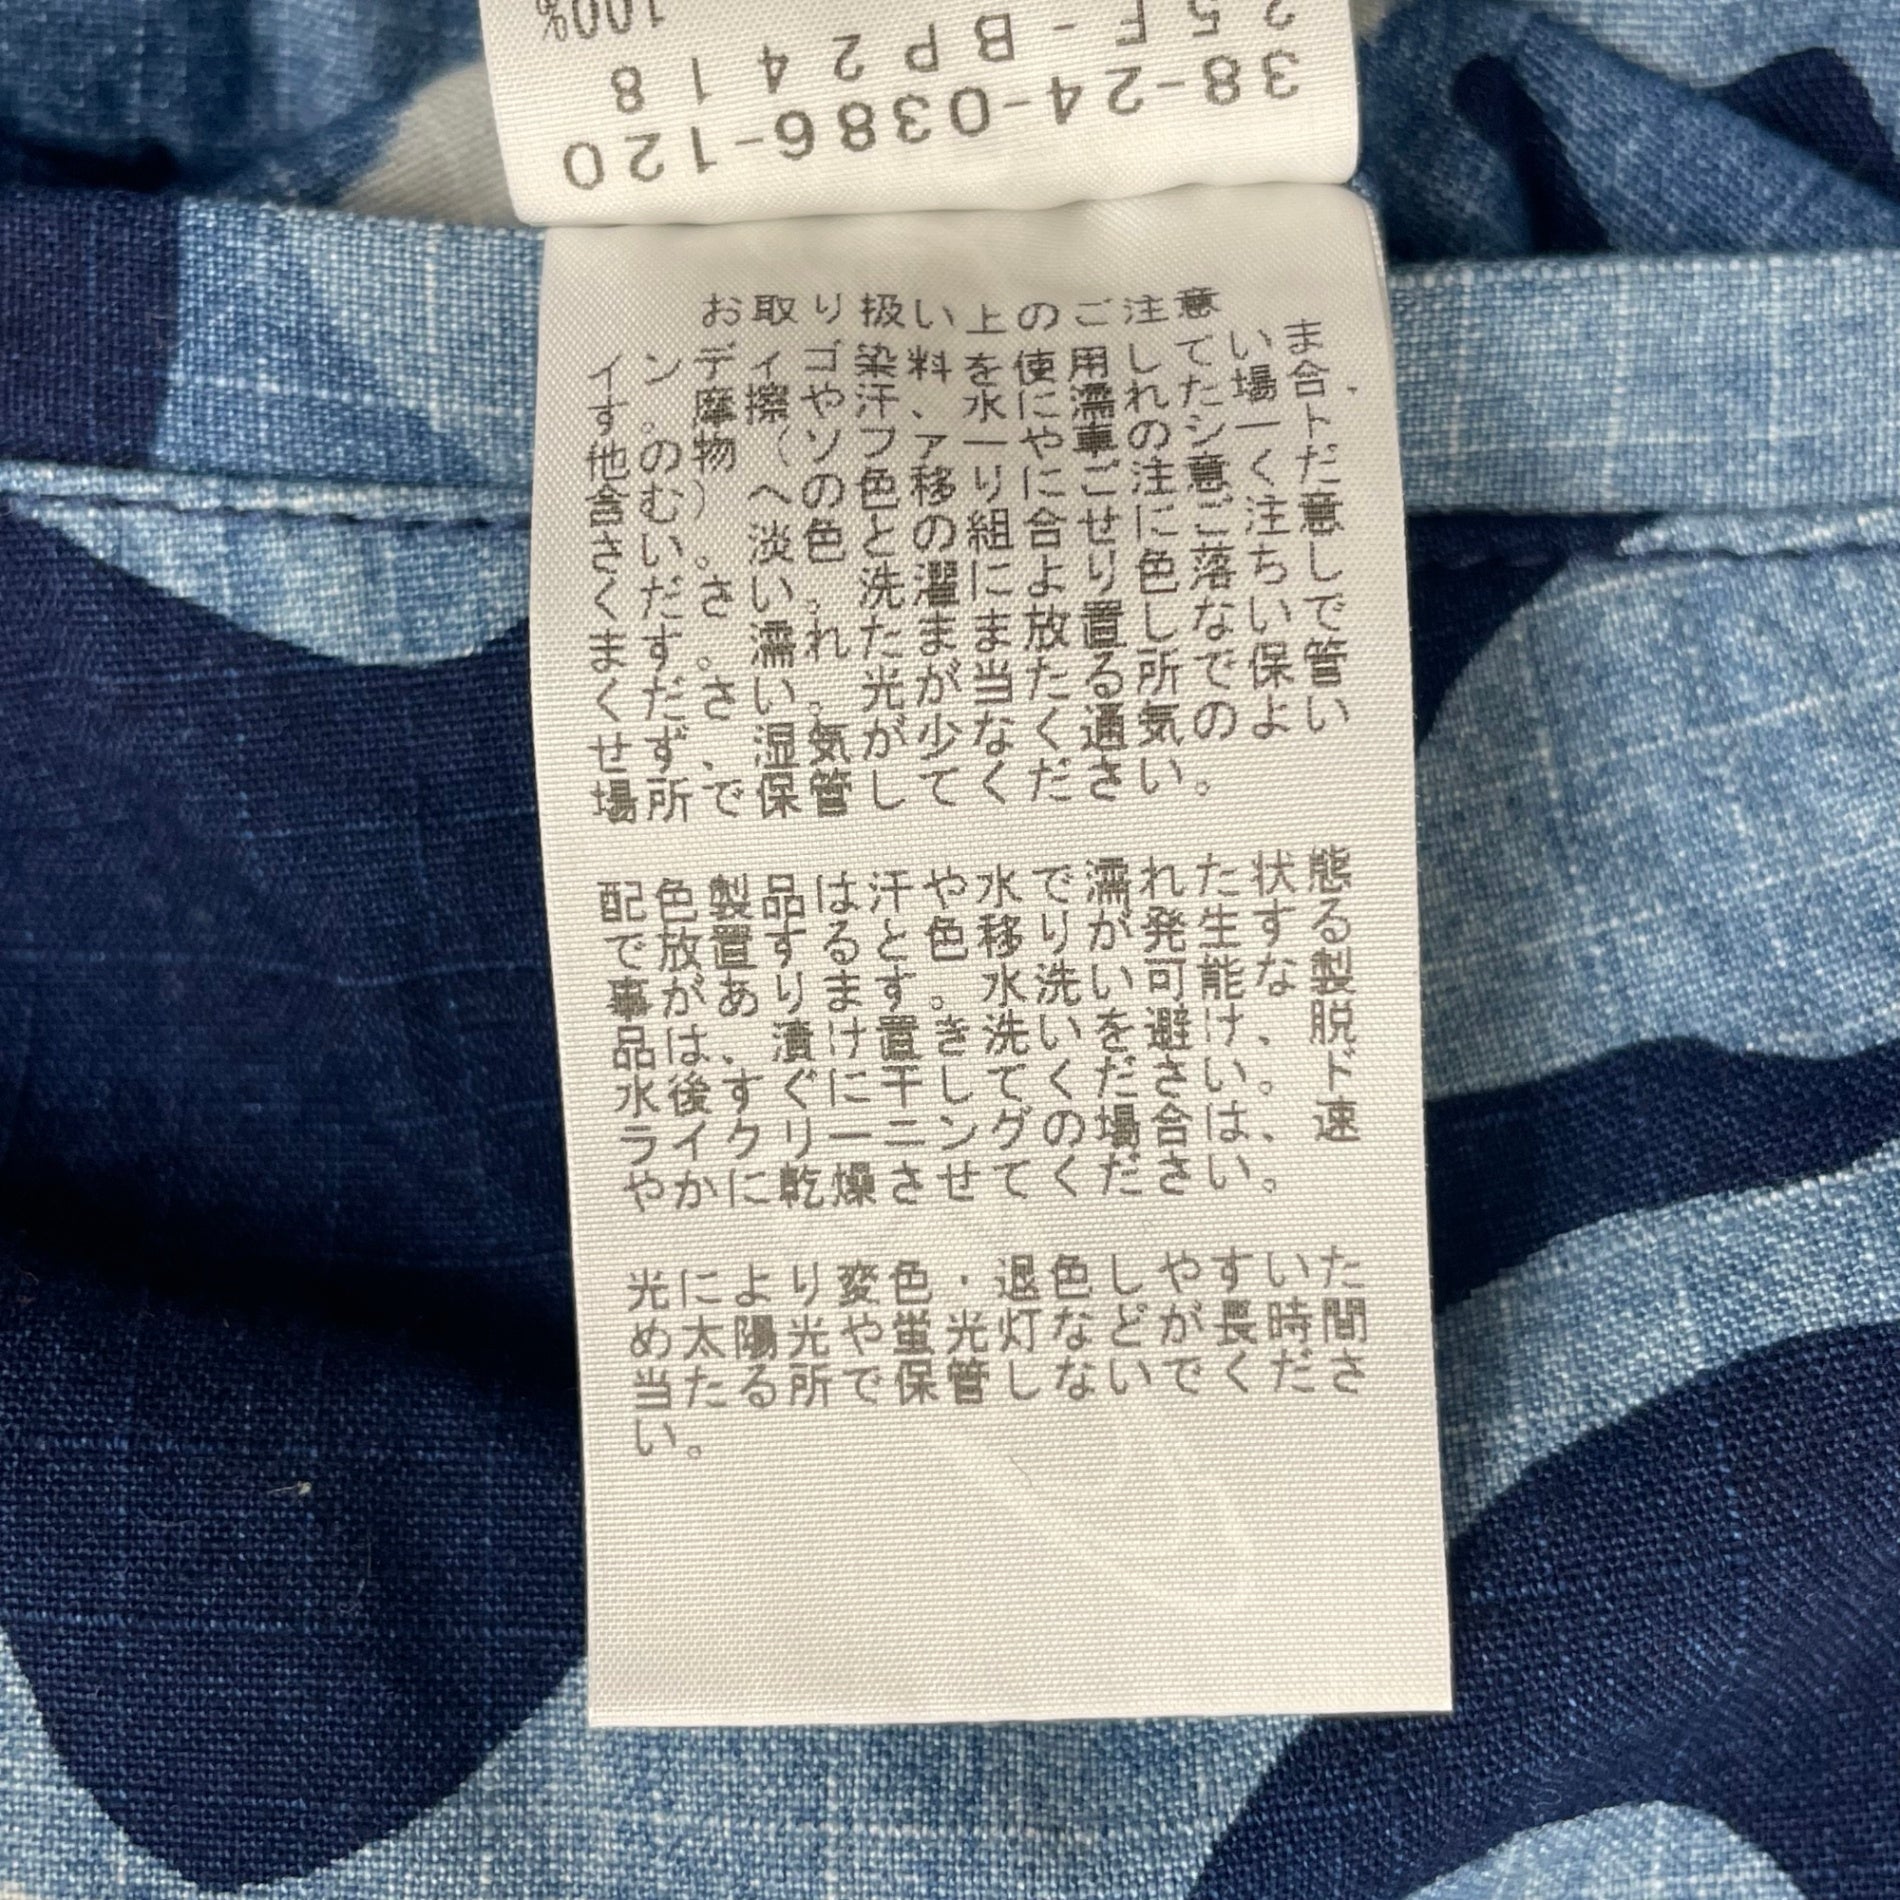 38-24-0386-120
E-BP2418
100%
お取り扱い上のご注意
インディゴ染料を使用していま
す。摩擦や汗、水に濡れた場合、
他の物（ソファーや車のシート
含む）への色移りにご注意くだ
さい。淡色との組合せにご注意
ください。洗濯により色落ちし
ます。濡れたまま放置しないで
ください。光が当たる所での保管
せず、湿気が少なく通気のよい
場所で保管してください。
配色製品は汗や水で濡れた状態
で放置すると色移りが発生する
事があります。水洗い可能な製
品は、漬け置き洗いを避け、脱
水後すぐに干してください。ド
ライクリーニングの場合は、速
やかに乾燥させてください。
光により変色・退色しやすいた
め太陽光や蛍光灯などが長時間
当たる所で保管しないでくださ
い。